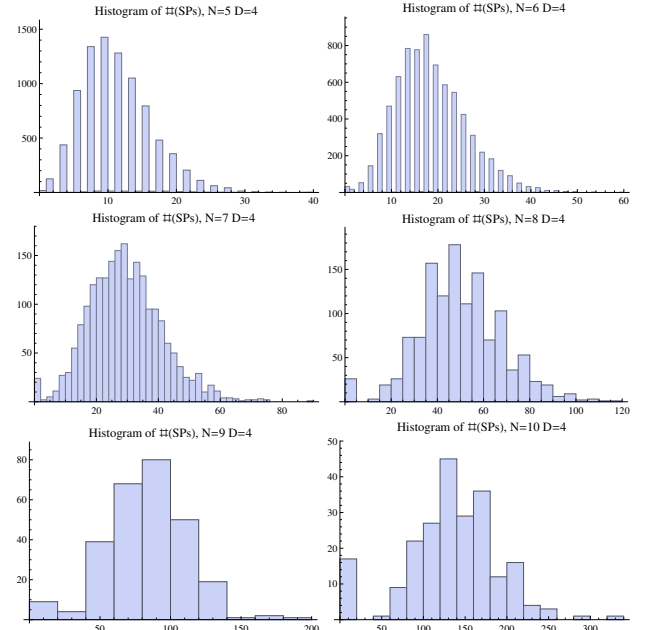 Histogram of ♯(SPs), N=5 D=4
1500
1000
500
10 20 30 40
Histogram of ♯(SPs), N=6 D=4
800
600
400
200
10 20 30 40 50 60
Histogram of ♯(SPs), N=7 D=4
150
100
50
20 40 60 80
Histogram of ♯(SPs), N=8 D=4
150
100
50
20 40 60 80 100 120
Histogram of ♯(SPs), N=9 D=4
80
60
40
20
50 100 150 200
Histogram of ♯(SPs), N=10 D=4
50
40
30
20
10
50 100 150 200 250 300